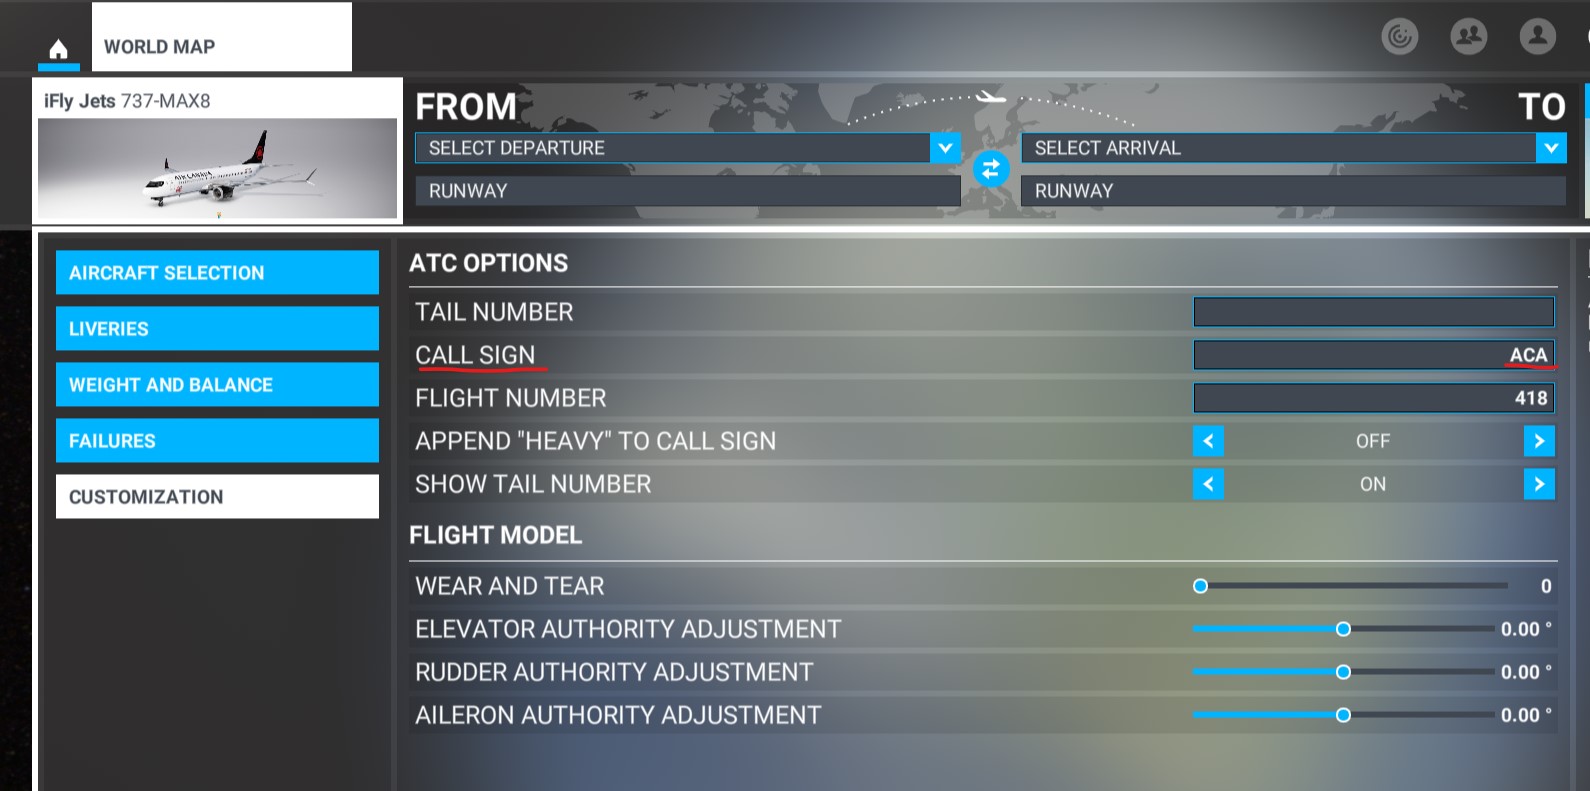 WORLD MAP
iFly Jets 737-MAX8
FROM
TO
SELECT DEPARTURE
SELECT ARRIVAL
RUNWAY
RUNWAY
AIR CANADA
AIRCRAFT SELECTION
LIVERIES
WEIGHT AND BALANCE
FAILURES
CUSTOMIZATION
ATC OPTIONS
TAIL NUMBER
CALL SIGN ACA
FLIGHT NUMBER 418
APPEND "HEAVY" TO CALL SIGN OFF
SHOW TAIL NUMBER ON
FLIGHT MODEL
WEAR AND TEAR 0
ELEVATOR AUTHORITY ADJUSTMENT 0.00 °
RUDDER AUTHORITY ADJUSTMENT 0.00 °
AILERON AUTHORITY ADJUSTMENT 0.00 °